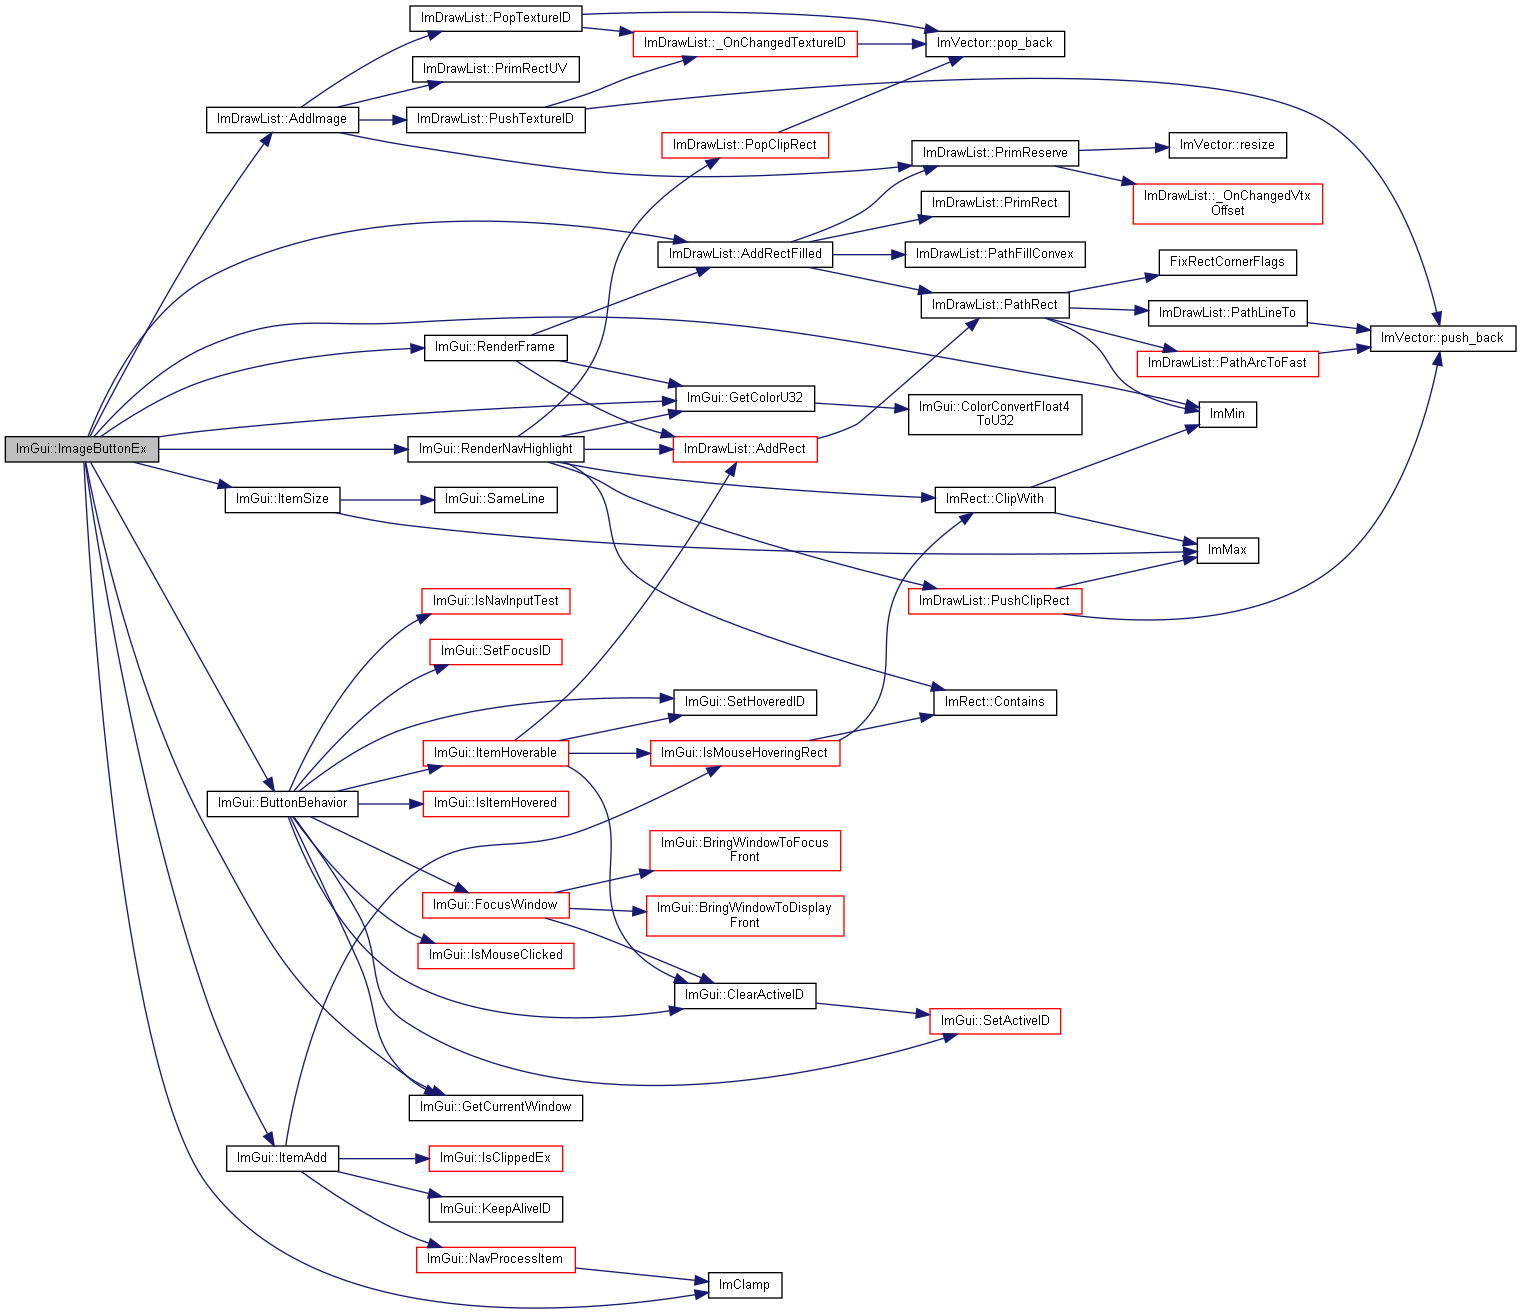 ImDrawList::PopTextureID
ImDrawList::_OnChangedTextureID
ImVector::pop_back
ImDrawList::PrimRectUV
ImDrawList::AddImage
ImDrawList::PushTextureID
ImDrawList::PopClipRect
ImDrawList::PrimReserve
ImVector::resize
ImDrawList::_OnChangedVtx
Offset
ImDrawList::PrimRect
ImDrawList::AddRectFilled
ImDrawList::PathFillConvex
FixRectCornerFlags
ImDrawList::PathRect
ImDrawList::PathLineTo
ImVector::push_back
ImGui::RenderFrame
ImDrawList::PathArcToFast
ImGui::GetColorU32
ImGui::ColorConvertFloat4
ToU32
ImMin
ImGui::ImageButtonEx
ImGui::RenderNavHighlight
ImDrawList::AddRect
ImGui::ItemSize
ImGui::SameLine
ImRect::ClipWith
ImMax
ImGui::IsNavInputTest
ImDrawList::PushClipRect
ImGui::SetFocusID
ImGui::SetHoveredID
ImRect::Contains
ImGui::ItemHoverable
ImGui::IsMouseHoveringRect
ImGui::ButtonBehavior
ImGui::IsItemHovered
ImGui::BringWindowToFocus
Front
ImGui::FocusWindow
ImGui::BringWindowToDisplay
Front
ImGui::IsMouseClicked
ImGui::ClearActiveID
ImGui::SetActiveID
ImGui::GetCurrentWindow
ImGui::ItemAdd
ImGui::IsClippedEx
ImGui::KeepAliveID
ImGui::NavProcessItem
ImClamp